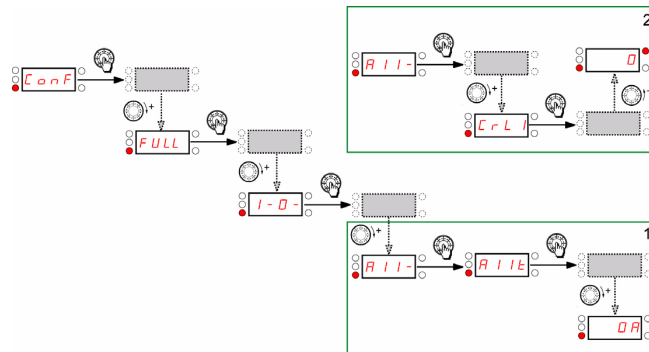 2
ConF
AI1-
0
CrL1
FULL
I-O-
1
AI1-
AI1t
0A
+
+
+
+
+
+